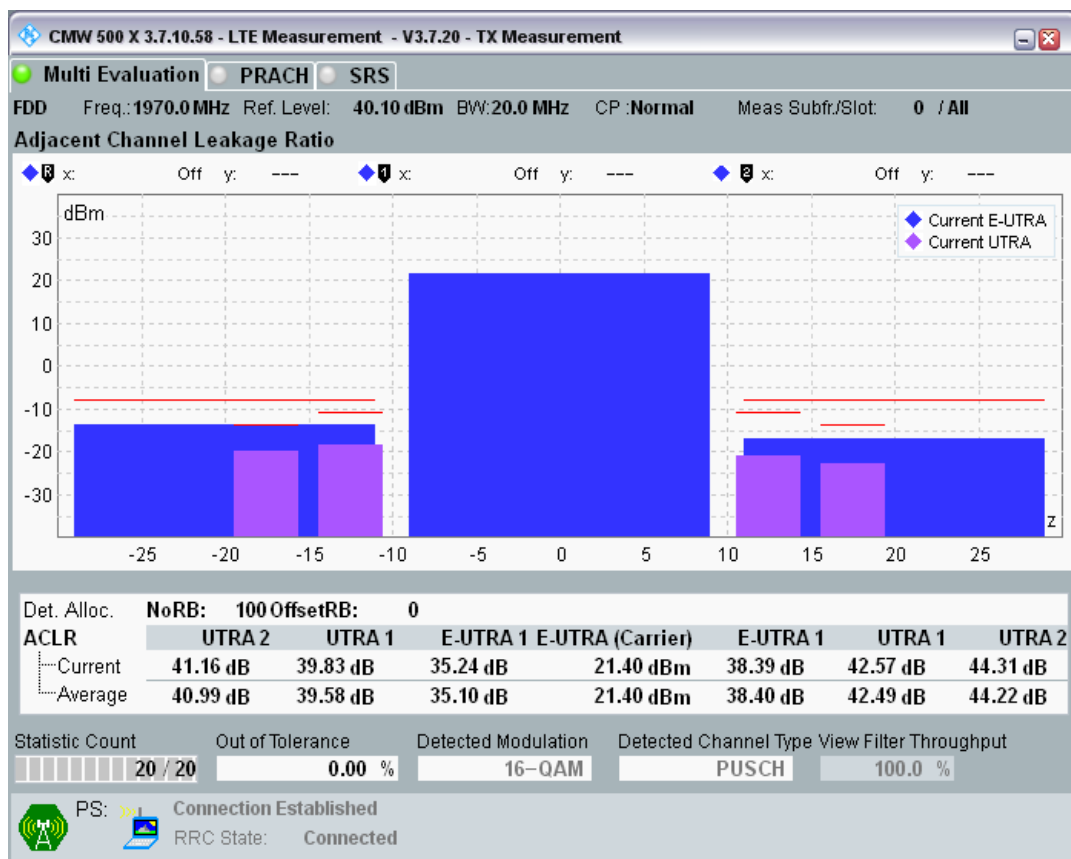 CMW 500 X 3.7.10.58 - LTE Measurement - V3.7.20 - TX Measurement
Multi Evaluation PRACH SRS
FDD Freq.:1970.0 MHz Ref. Level: 40.10 dBm BW:20.0 MHz CP :Normal Meas Subfr./Slot: 0 / All
Adjacent Channel Leakage Ratio
R x: Off y: --- 1 x: Off y: --- 2 x: Off y: ---
dBm
Current E-UTRA
Current UTRA
30
20
10
0
-10
-20
-30
z
-25 -20 -15 -10 -5 0 5 10 15 20 25
Det. Alloc. NoRB: 100 OffsetRB: 0
ACLR UTRA 2 UTRA 1 E-UTRA 1 E-UTRA (Carrier) E-UTRA 1 UTRA 1 UTRA 2
Current 41.16 dB 39.83 dB 35.24 dB 21.40 dBm 38.39 dB 42.57 dB 44.31 dB
Average 40.99 dB 39.58 dB 35.10 dB 21.40 dBm 38.40 dB 42.49 dB 44.22 dB
Statistic Count Out of Tolerance Detected Modulation Detected Channel Type View Filter Throughput
20 / 20 0.00 % 16-QAM PUSCH 100.0 %
PS: Connection Established
RRC State: Connected